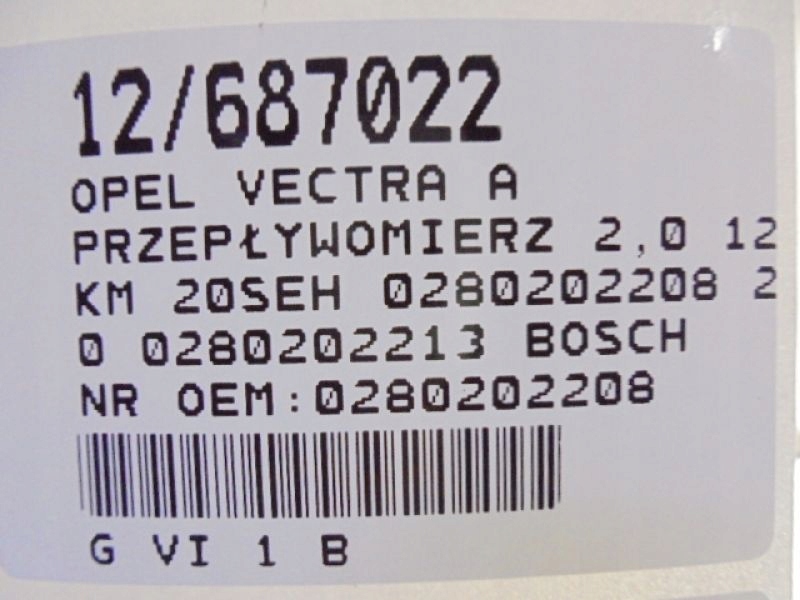 12/687022
OPEL VECTRA A
PRZEPŁYWOMIERZ 2,0 12
KM 20SEH 0280202208 2
0 0280202213 BOSCH
NR OEM:0280202208
G VI 1 B